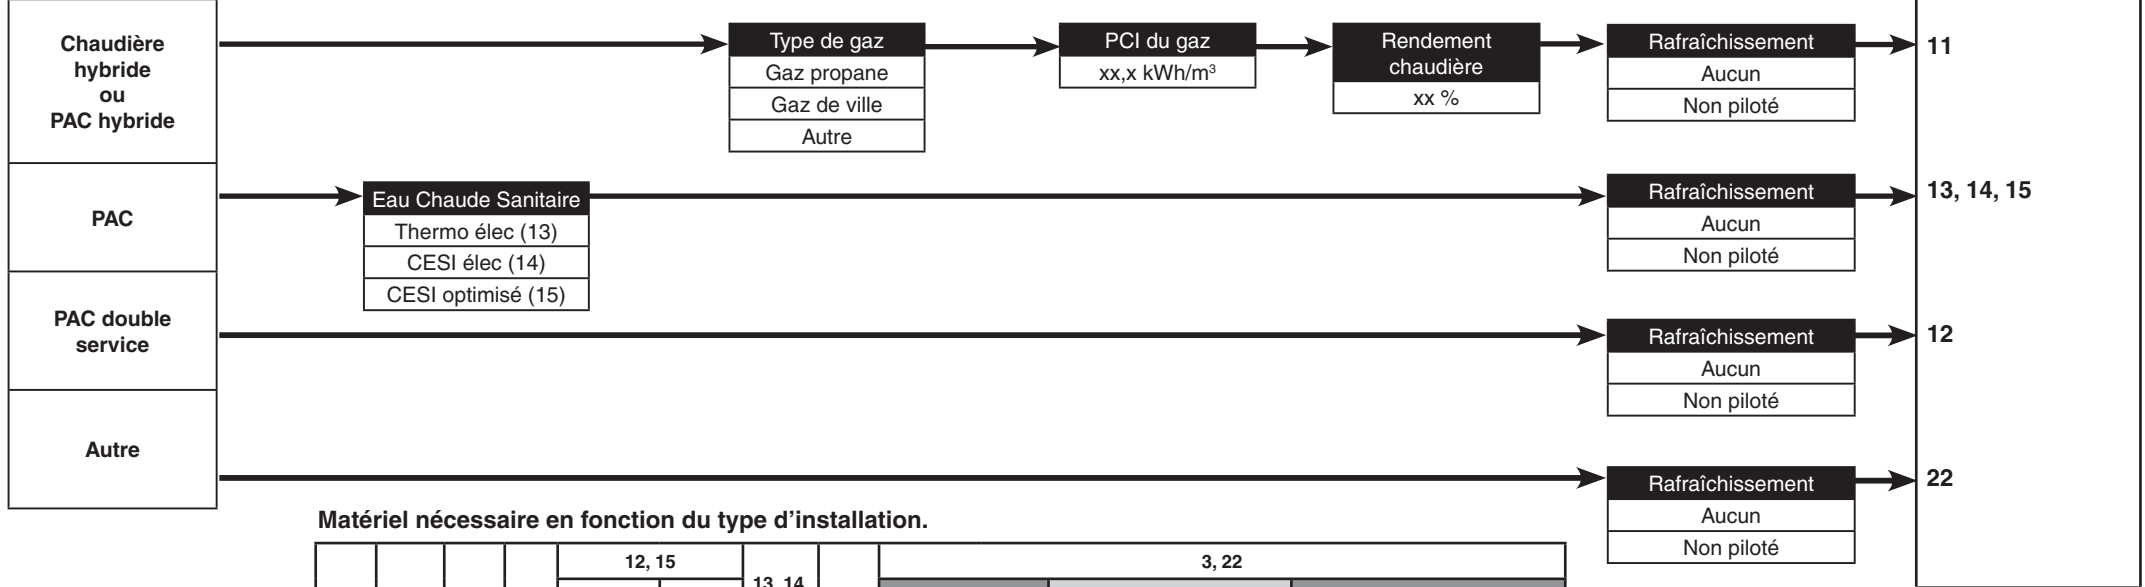 Chaudière
hybride
ou
PAC hybride
Type de gaz
Gaz propane
Gaz de ville
Autre
PCI du gaz
xx,x kWh/m³
Rendement
chaudière
xx %
Rafraîchissement
Aucun
Non piloté
11
PAC
Eau Chaude Sanitaire
Thermo élec (13)
CESI élec (14)
CESI optimisé (15)
Rafraîchissement
Aucun
Non piloté
13, 14, 15
PAC double
service
Rafraîchissement
Aucun
Non piloté
12
Autre
Rafraîchissement
Aucun
Non piloté
22
Matériel nécessaire en fonction du type d’installation.
12, 15
13, 14
3, 22